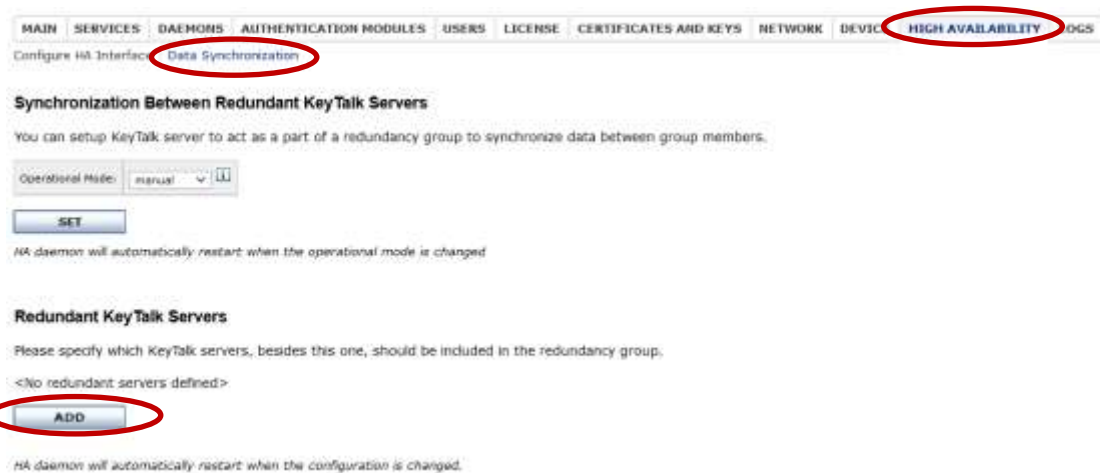 MAIN SERVICES DAEMONS AUTHENTICATION MODULES USERS LICENSE CERTIFICATES AND KEYS NETWORK DEVIC HIGH AVAILABILITY OGS
Configure HA Interface Data Synchronization
Synchronization Between Redundant KeyTalk Servers
You can setup KeyTalk server to act as a part of a redundancy group to synchronize data between group members.
Operational Mode: manual i
SET
HA daemon will automatically restart when the operational mode is changed
Redundant KeyTalk Servers
Please specify which KeyTalk servers, besides this one, should be included in the redundancy group.
<No redundant servers defined>
ADD
HA daemon will automatically restart when the configuration is changed.